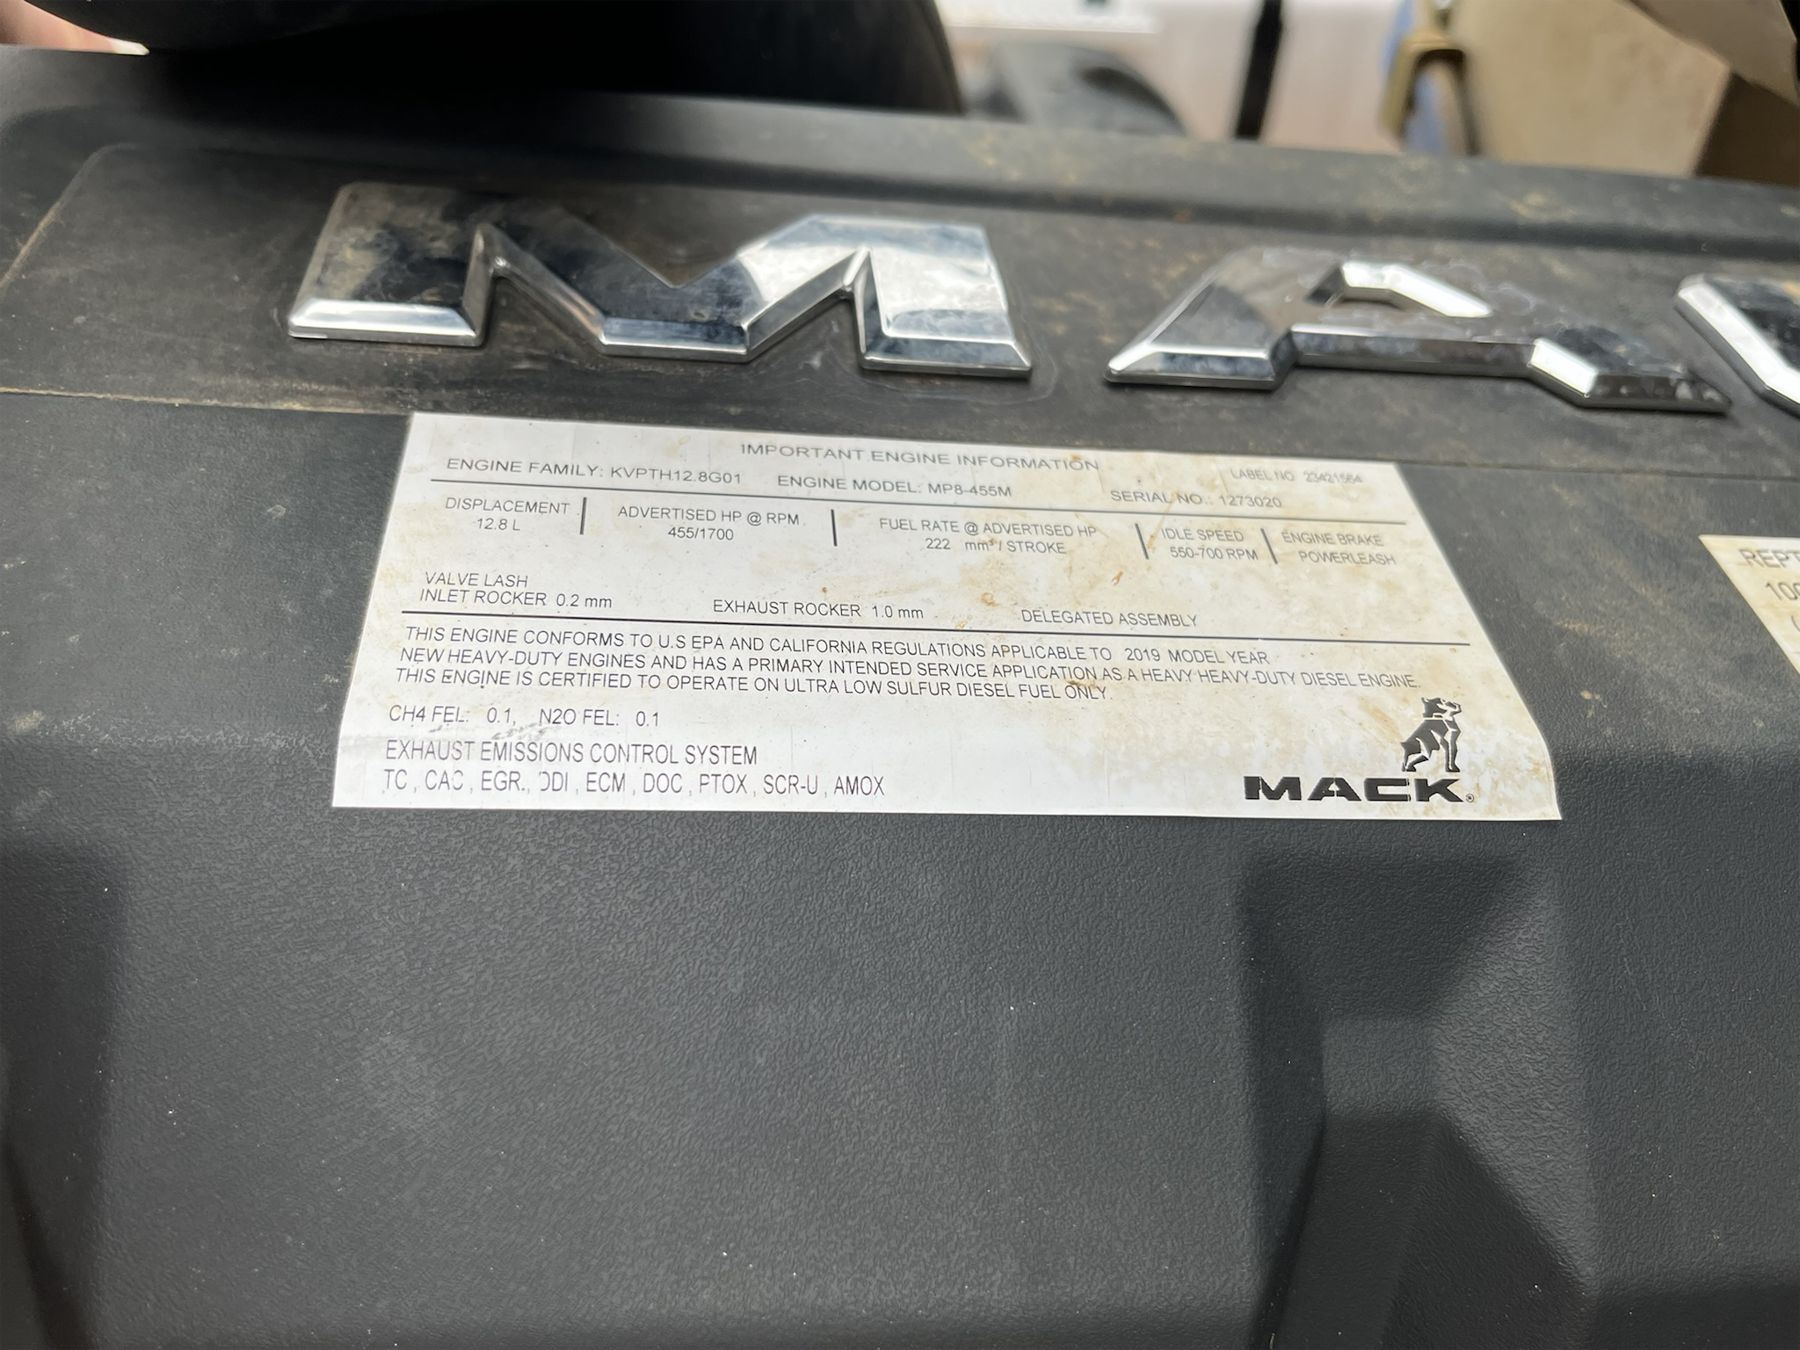 MA
IMPORTANT ENGINE INFORMATION
LABEL NO 23421564
ENGINE FAMILY: KVPTH12.8G01 ENGINE MODEL: MP8-455M SERIAL NO.: 1273020
DISPLACEMENT ADVERTISED HP @ RPM FUEL RATE @ ADVERTISED HP IDLE SPEED ENGINE BRAKE
12.8 L 455/1700 222 mm³ / STROKE 550-700 RPM POWERLEASH
VALVE LASH
INLET ROCKER 0.2 mm EXHAUST ROCKER 1.0 mm DELEGATED ASSEMBLY
THIS ENGINE CONFORMS TO U.S EPA AND CALIFORNIA REGULATIONS APPLICABLE TO 2019 MODEL YEAR
NEW HEAVY-DUTY ENGINES AND HAS A PRIMARY INTENDED SERVICE APPLICATION AS A HEAVY HEAVY-DUTY DIESEL ENGINE.
THIS ENGINE IS CERTIFIED TO OPERATE ON ULTRA LOW SULFUR DIESEL FUEL ONLY.
CH4 FEL: 0.1, N2O FEL: 0.1
EXHAUST EMISSIONS CONTROL SYSTEM
TC , CAC , EGR., DDI , ECM , DOC , PTOX , SCR-U , AMOX
MACK®
REPT